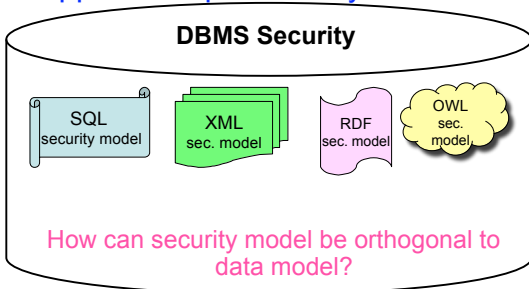 DBMS Security
SQL
security model
XML
sec. model
RDF
sec. model
OWL
sec.
model
How can security model be orthogonal to
data model?